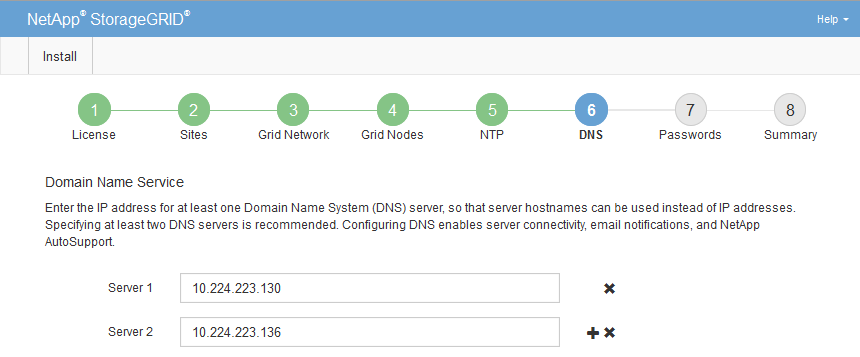 NetApp® StorageGRID®
Help
Install
1 2 3 4 5 6 7 8
License Sites Grid Network Grid Nodes NTP DNS Passwords Summary
Domain Name Service
Enter the IP address for at least one Domain Name System (DNS) server, so that server hostnames can be used instead of IP addresses.
Specifying at least two DNS servers is recommended. Configuring DNS enables server connectivity, email notifications, and NetApp
AutoSupport.
Server 1 10.224.223.130
Server 2 10.224.223.136